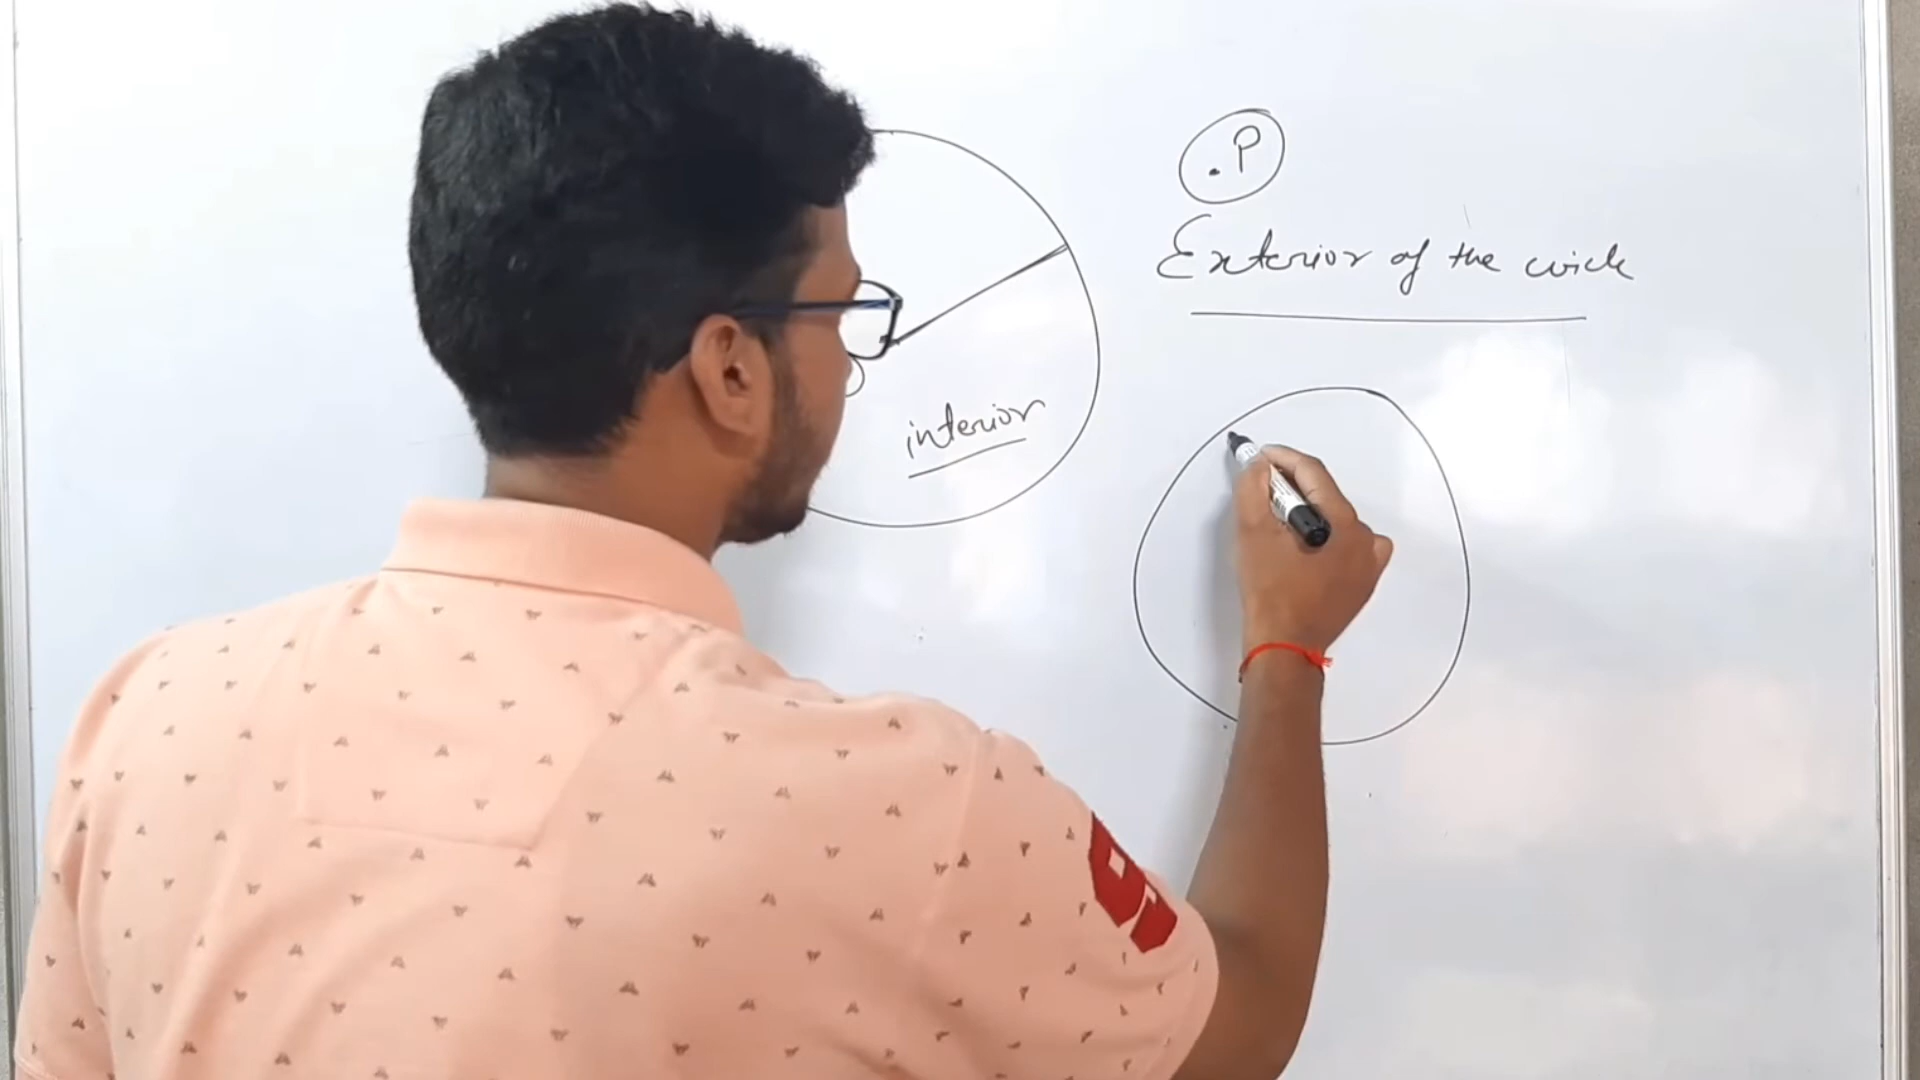 .P
Exterior of the circle
interior